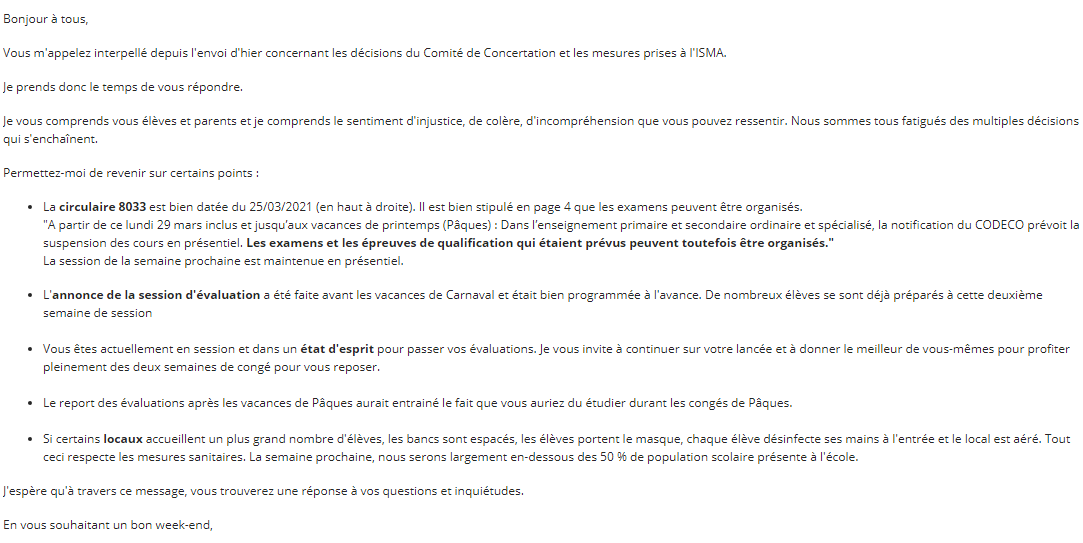 Bonjour à tous,
Vous m'appelez interpellé depuis l'envoi d'hier concernant les décisions du Comité de Concertation et les mesures prises à l'ISMA.
Je prends donc le temps de vous répondre.
Je vous comprends vous élèves et parents et je comprends le sentiment d'injustice, de colère, d'incompréhension que vous pouvez ressentir. Nous sommes tous fatigués des multiples décisions
qui s'enchaînent.
Permettez-moi de revenir sur certains points :
• La circulaire 8033 est bien datée du 25/03/2021 (en haut à droite). Il est bien stipulé en page 4 que les examens peuvent être organisés.
"A partir de ce lundi 29 mars inclus et jusqu'aux vacances de printemps (Pâques) : Dans l'enseignement primaire et secondaire ordinaire et spécialisé, la notification du CODECO prévoit la
suspension des cours en présentiel. Les examens et les épreuves de qualification qui étaient prévus peuvent toutefois être organisés."
La session de la semaine prochaine est maintenue en présentiel.
• L'annonce de la session d'évaluation a été faite avant les vacances de Carnaval et était bien programmée à l'avance. De nombreux élèves se sont déjà préparés à cette deuxième
semaine de session
• Vous êtes actuellement en session et dans un état d'esprit pour passer vos évaluations. Je vous invite à continuer sur votre lancée et à donner le meilleur de vous-mêmes pour profiter
pleinement des deux semaines de congé pour vous reposer.
• Le report des évaluations après les vacances de Pâques aurait entrainé le fait que vous auriez du étudier durant les congés de Pâques.
• Si certains locaux accueillent un plus grand nombre d'élèves, les bancs sont espacés, les élèves portent le masque, chaque élève désinfecte ses mains à l'entrée et le local est aéré. Tout
ceci respecte les mesures sanitaires. La semaine prochaine, nous serons largement en-dessous des 50 % de population scolaire présente à l'école.
J'espère qu'à travers ce message, vous trouverez une réponse à vos questions et inquiétudes.
En vous souhaitant un bon week-end,